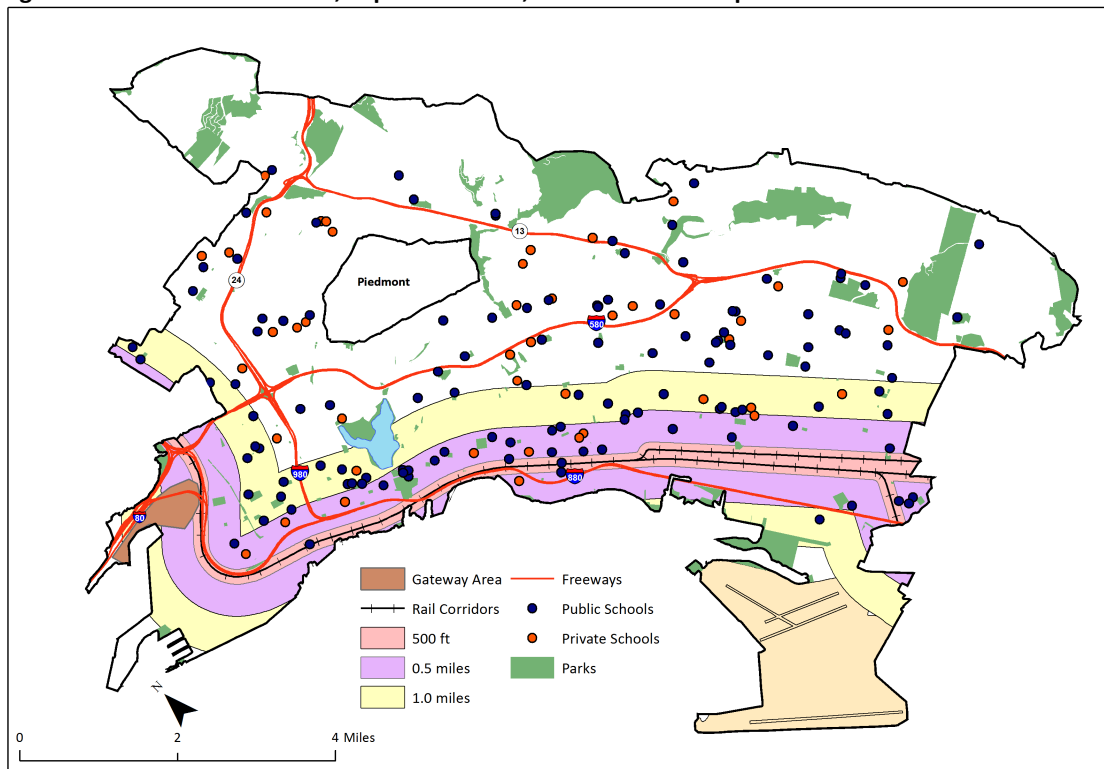 Piedmont
13
24
580
980
880
80
Gateway Area
Freeways
Rail Corridors
Public Schools
500 ft
Private Schools
0.5 miles
Parks
1.0 miles
N
0 2 4 Miles